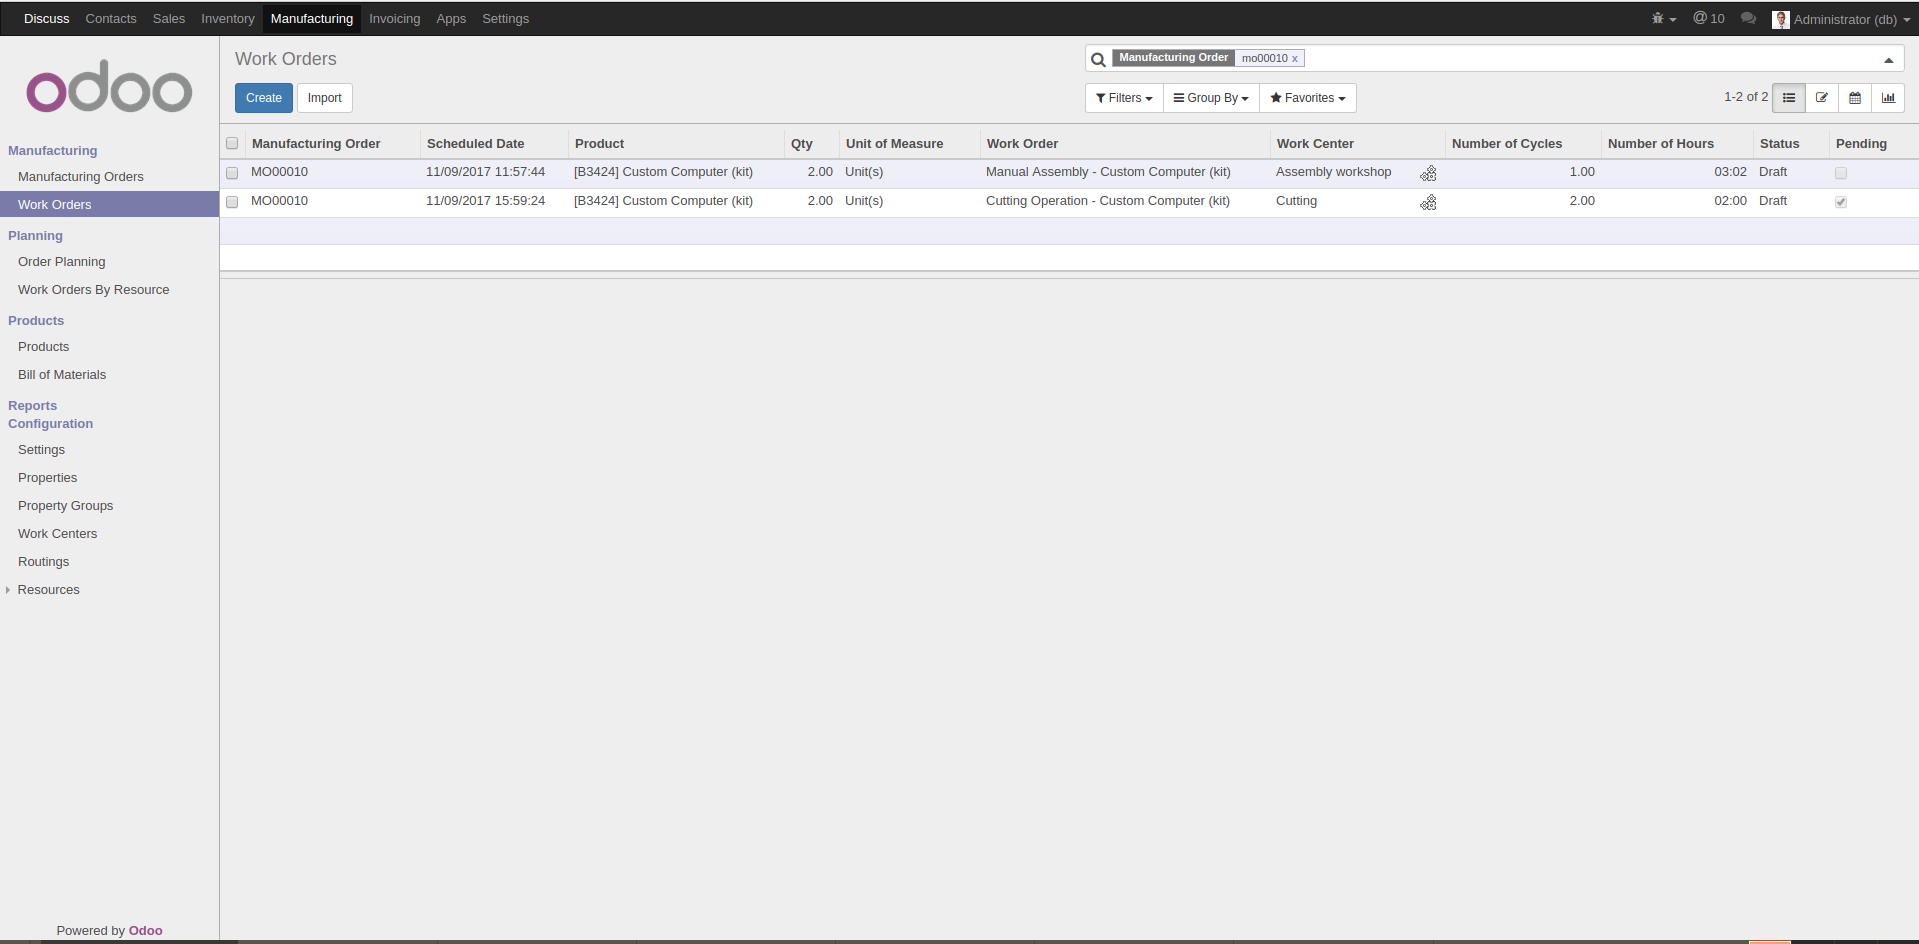 Discuss Contacts Sales Inventory Manufacturing Invoicing Apps Settings @ 10 Administrator (db)
odoo
Manufacturing
Manufacturing Orders
Work Orders
Planning
Order Planning
Work Orders By Resource
Products
Products
Bill of Materials
Reports
Configuration
Settings
Properties
Property Groups
Work Centers
Routings
Resources
Powered by Odoo
Work Orders
Manufacturing Order mo00010 x
Create Import
Filters Group By Favorites
1-2 of 2
Manufacturing Order Scheduled Date Product Qty Unit of Measure Work Order Work Center Number of Cycles Number of Hours Status Pending
MO00010 11/09/2017 11:57:44 [B3424] Custom Computer (kit) 2.00 Unit(s) Manual Assembly - Custom Computer (kit) Assembly workshop 1.00 03:02 Draft
MO00010 11/09/2017 15:59:24 [B3424] Custom Computer (kit) 2.00 Unit(s) Cutting Operation - Custom Computer (kit) Cutting 2.00 02:00 Draft